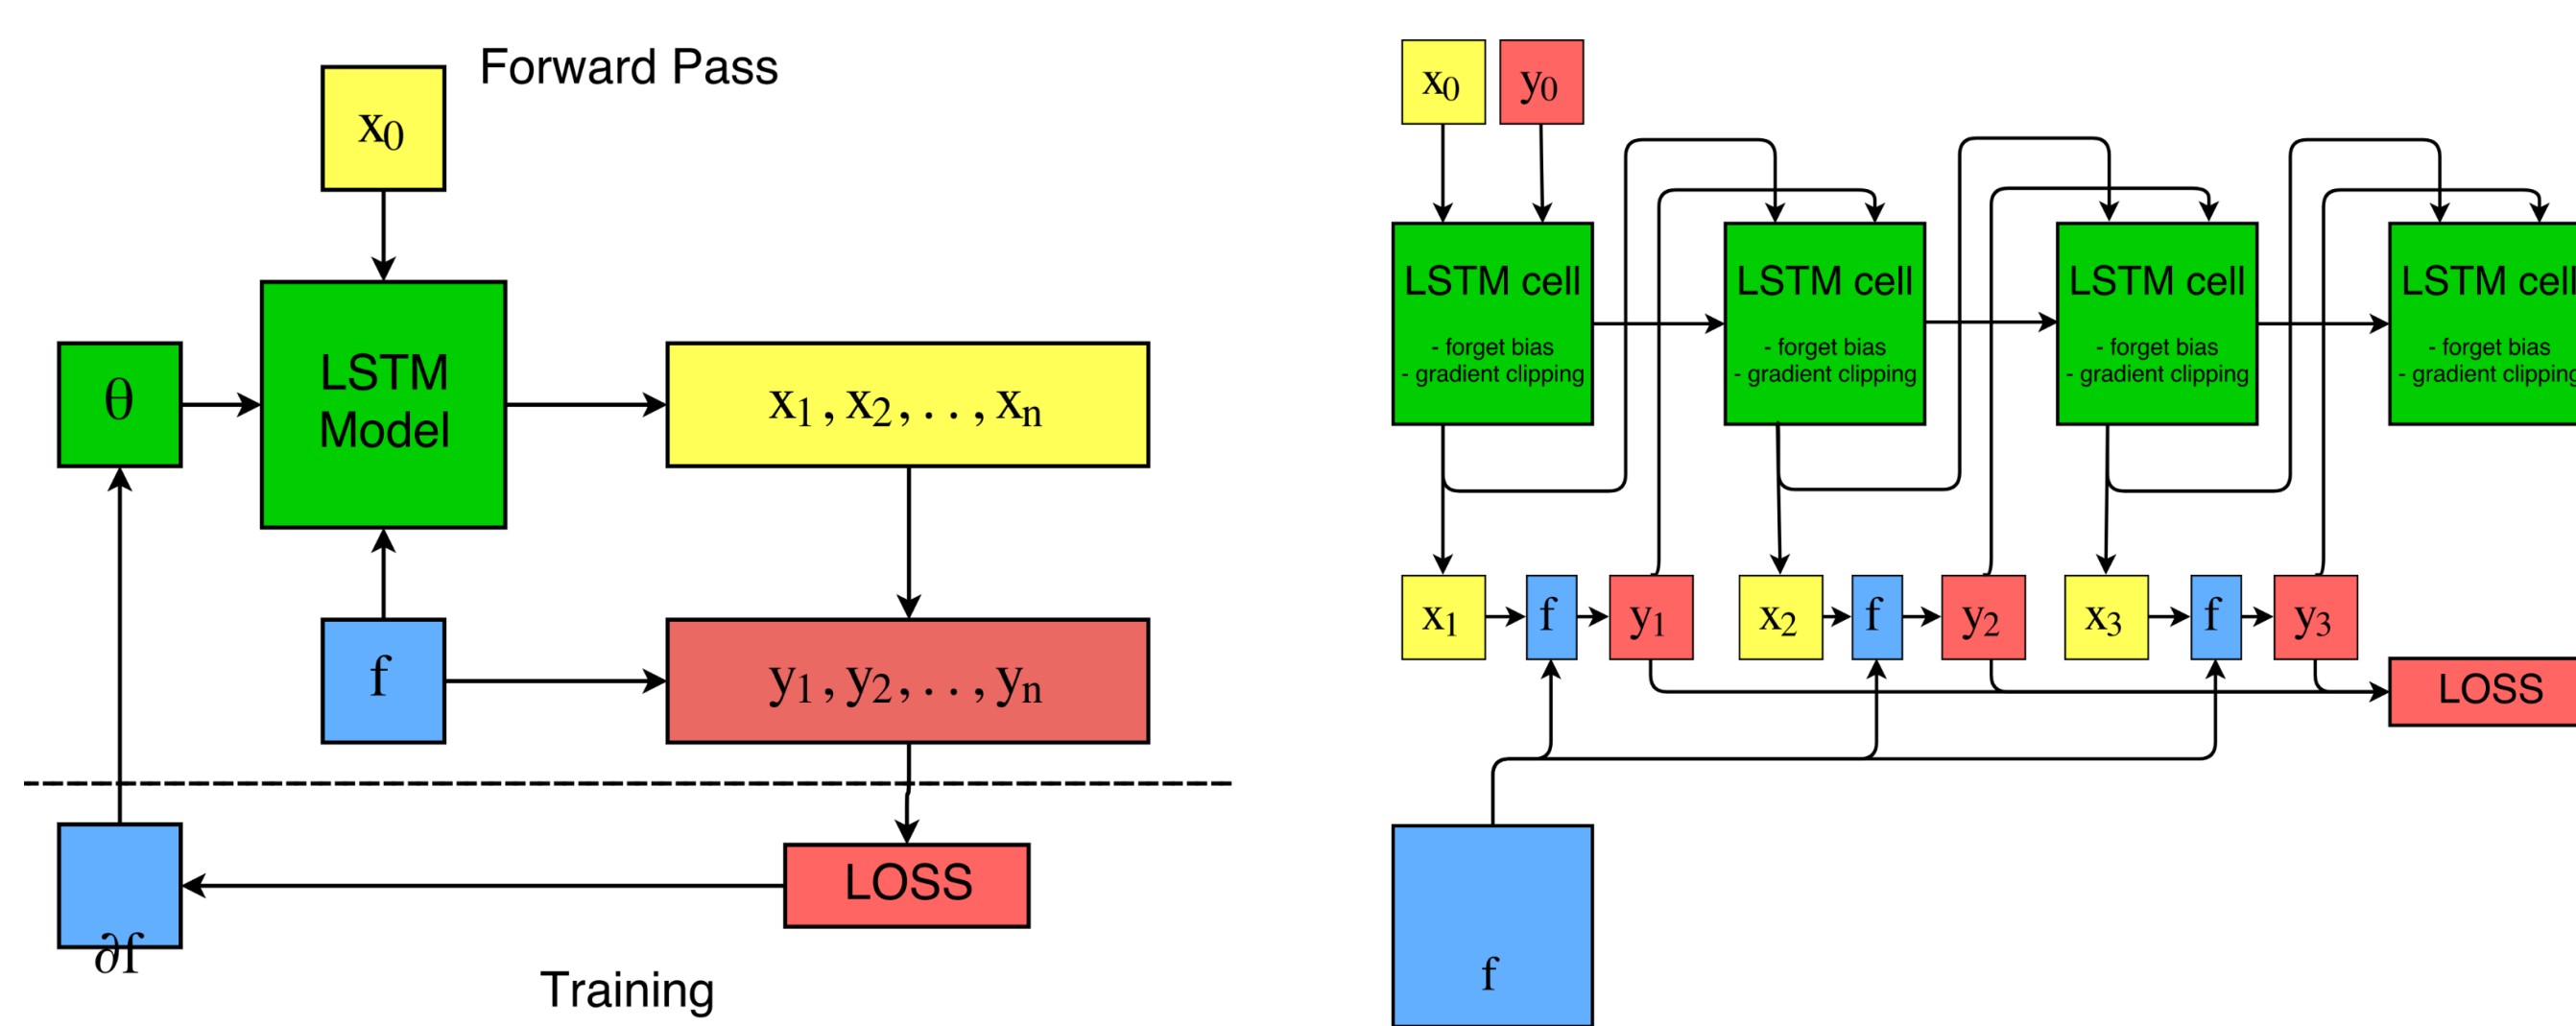 Forward Pass
x0
θ
LSTM
Model
x1 , x2 , . . , xn
f
y1 , y2 , . . , yn
LOSS
∂f
Training
x0 y0
LSTM cell
- forget bias
- gradient clipping
LSTM cell
- forget bias
- gradient clipping
LSTM cell
- forget bias
- gradient clipping
LSTM cell
- forget bias
- gradient clipping
x1 f y1 x2 f y2 x3 f y3
LOSS
f